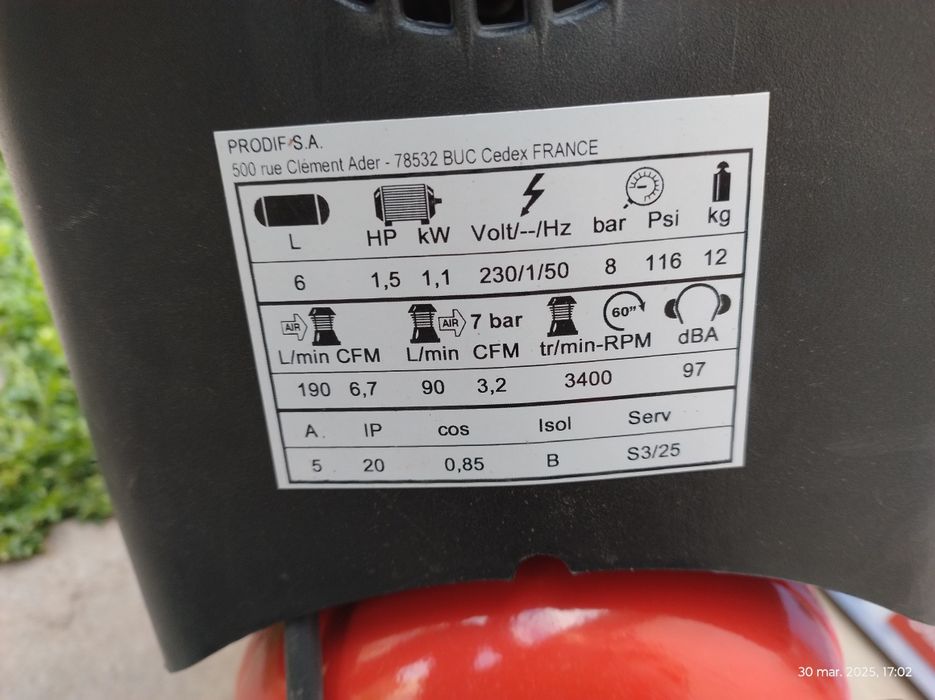 PRODIF S.A.
500 rue Clément Ader - 78532 BUC Cedex FRANCE
L HP kW Volt/--/Hz bar Psi kg
6 1,5 1,1 230/1/50 8 116 12
AIR AIR 7 bar 60"
L/min CFM L/min CFM tr/min-RPM dBA
190 6,7 90 3,2 3400 97
A. IP cos Isol Serv
5 20 0,85 B S3/25
30 mar. 2025, 17:02